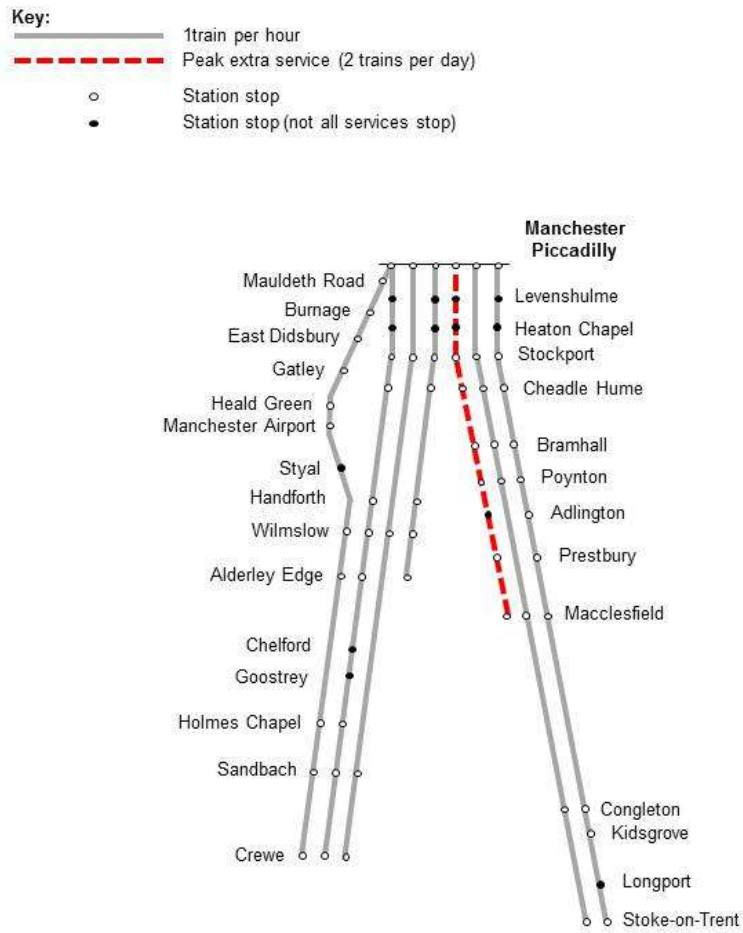 Key:
1train per hour
Peak extra service (2 trains per day)
Station stop
Station stop (not all services stop)
Manchester
Piccadilly
Mauldeth Road
Levenshulme
Burnage
Heaton Chapel
East Didsbury
Stockport
Gatley
Cheadle Hume
Heald Green
Manchester Airport
Bramhall
Styal
Poynton
Handforth
Adlington
Wilmslow
Prestbury
Alderley Edge
Macclesfield
Chelford
Goostrey
Holmes Chapel
Sandbach
Congleton
Kidsgrove
Crewe
Longport
Stoke-on-Trent